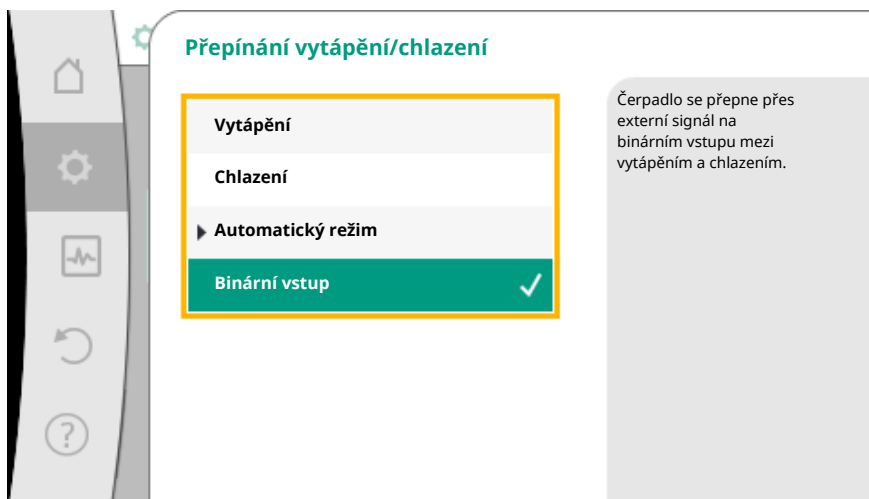 Přepínání vytápění/chlazení
Vytápění
Chlazení
Automatický režim
Binární vstup
Čerpadlo se přepne přes
externí signál na
binárním vstupu mezi
vytápěním a chlazením.
?